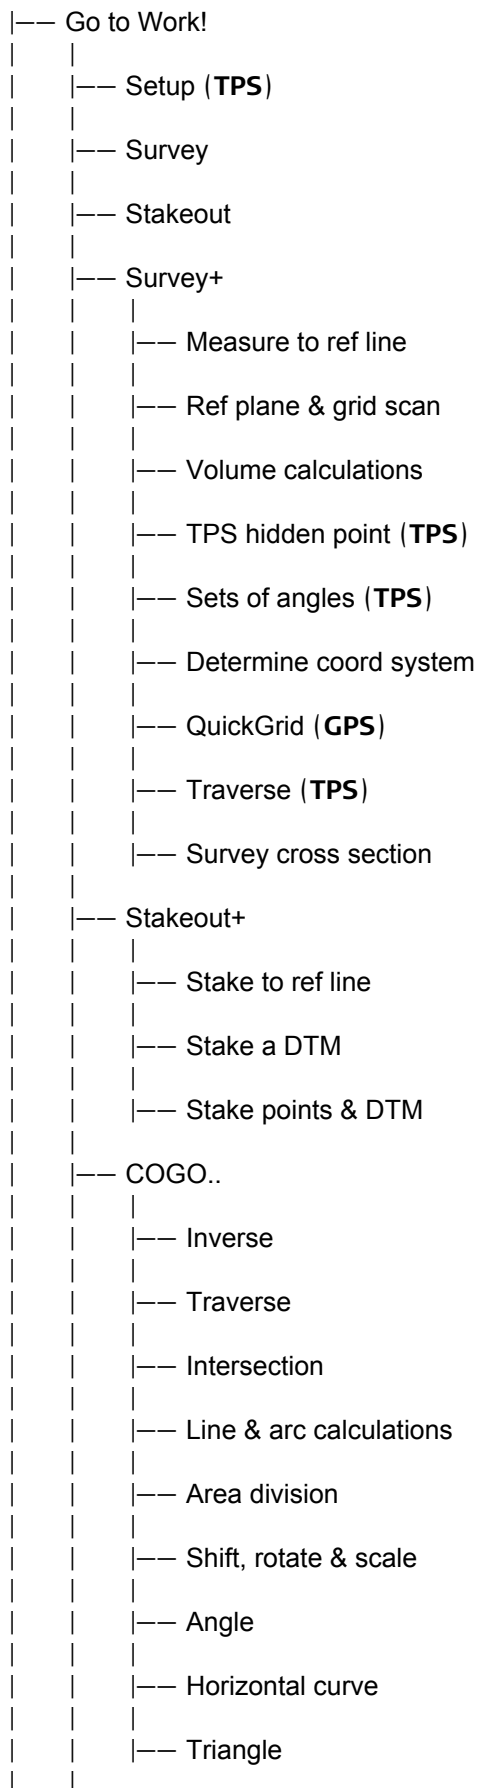 Go to Work!
Setup (TPS)
Survey
Stakeout
Survey+
Measure to ref line
Ref plane & grid scan
Volume calculations
TPS hidden point (TPS)
Sets of angles (TPS)
Determine coord system
QuickGrid (GPS)
Traverse (TPS)
Survey cross section
Stakeout+
Stake to ref line
Stake a DTM
Stake points & DTM
COGO..
Inverse
Traverse
Intersection
Line & arc calculations
Area division
Shift, rotate & scale
Angle
Horizontal curve
Triangle